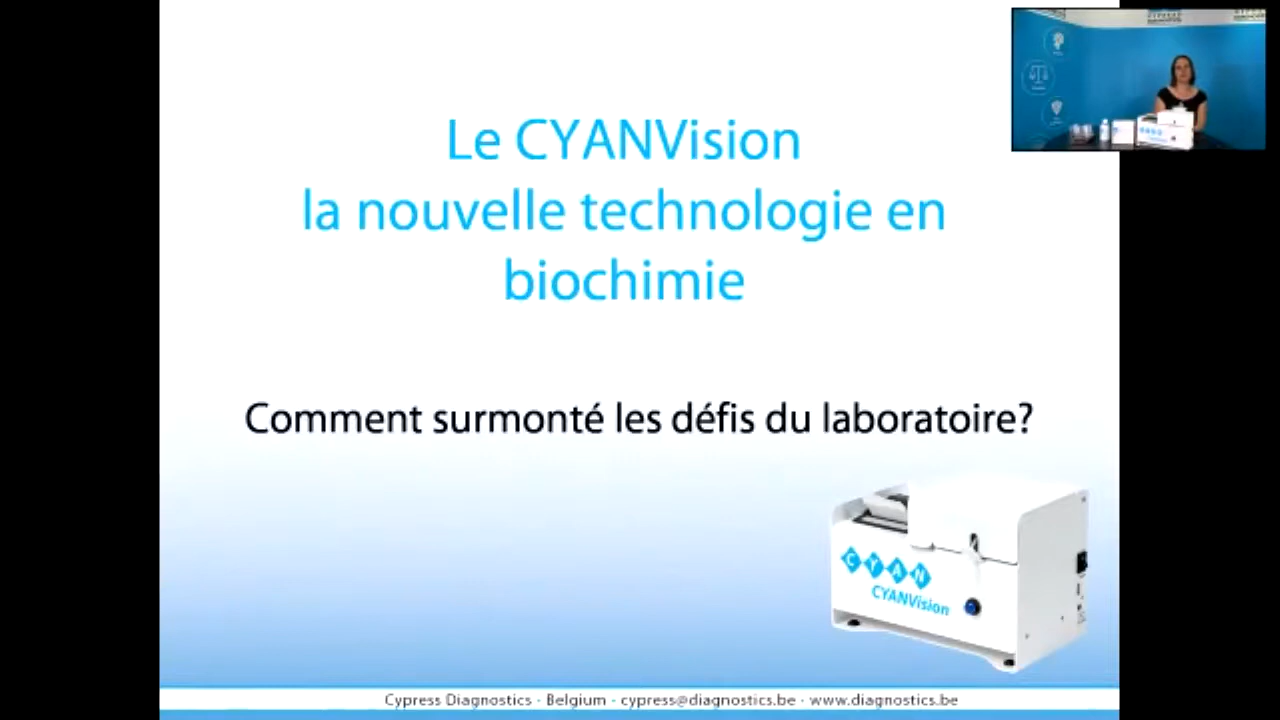 Le CYANVision
la nouvelle technologie en
biochimie
Comment surmonté les défis du laboratoire?
CYAN
CYANVision
Cypress Diagnostics - Belgium - cypress@diagnostics.be - www.diagnostics.be